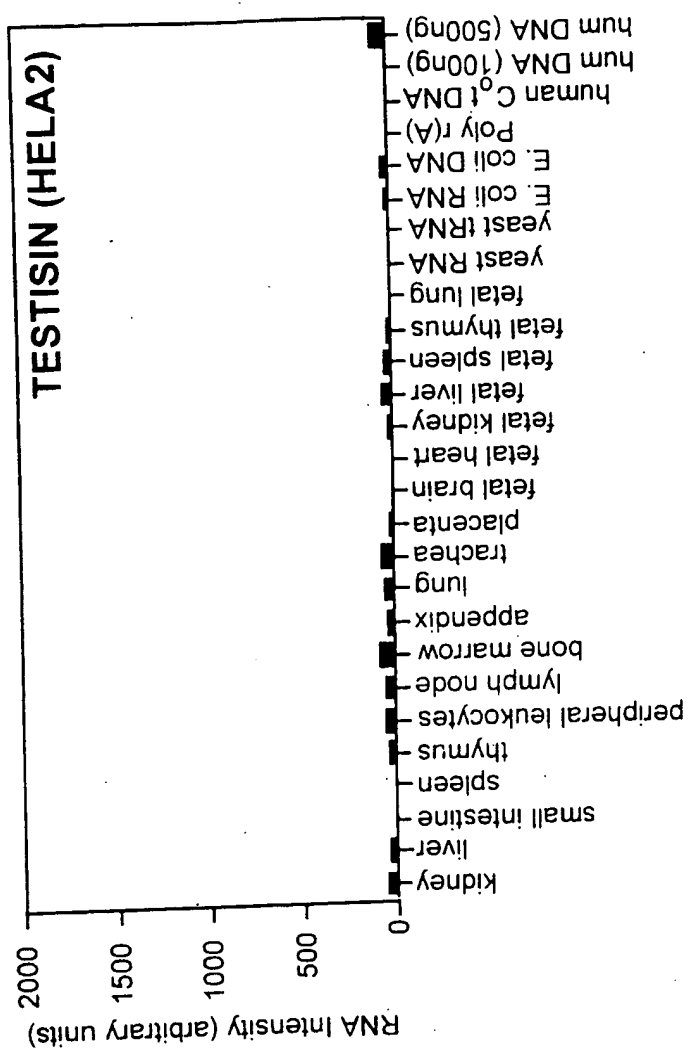 TESTISIN (HELA2)
RNA Intensity (arbitrary units)
2000
1500
1000
500
0
kidney
liver
small intestine
spleen
thymus
peripheral leukocytes
lymph node
bone marrow
appendix
lung
trachea
placenta
fetal brain
fetal heart
fetal kidney
fetal liver
fetal spleen
fetal thymus
fetal lung
yeast RNA
yeast tRNA
E. coli RNA
E. coli DNA
Poly r(A)
human Cot DNA
hum DNA (100ng)
hum DNA (500ng)